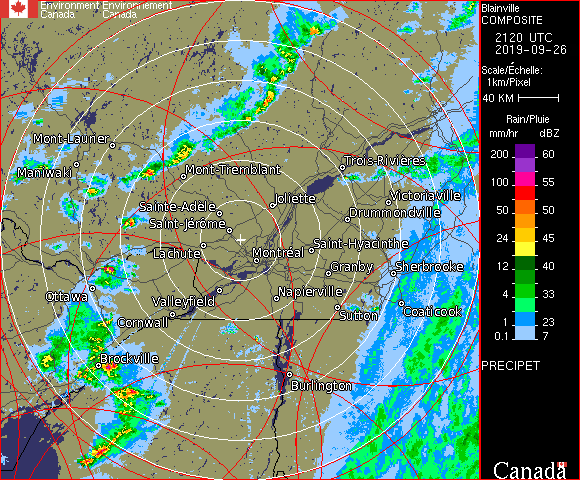 Environment Environnement
Canada Canada
Blainville
COMPOSITE
2120 UTC
2019-09-26
Scale/Échelle:
1km/Pixel
40 KM
Rain/Pluie
mm/hr dBZ
200 60
100 55
50 50
24 45
12 40
4 33
1 23
0.1 7
PRECIPET
Canada
Mont-Laurier
Maniwaki
Mont-Tremblant
Trois-Rivières
Sainte-Adèle
Joliette
Victoriaville
Drummondville
Saint-Jérôme
Lachute
Montréal
Saint-Hyacinthe
Granby
Sherbrooke
Ottawa
Valleyfield
Napierville
Cornwall
Sutton
Coaticook
Brockville
Burlington